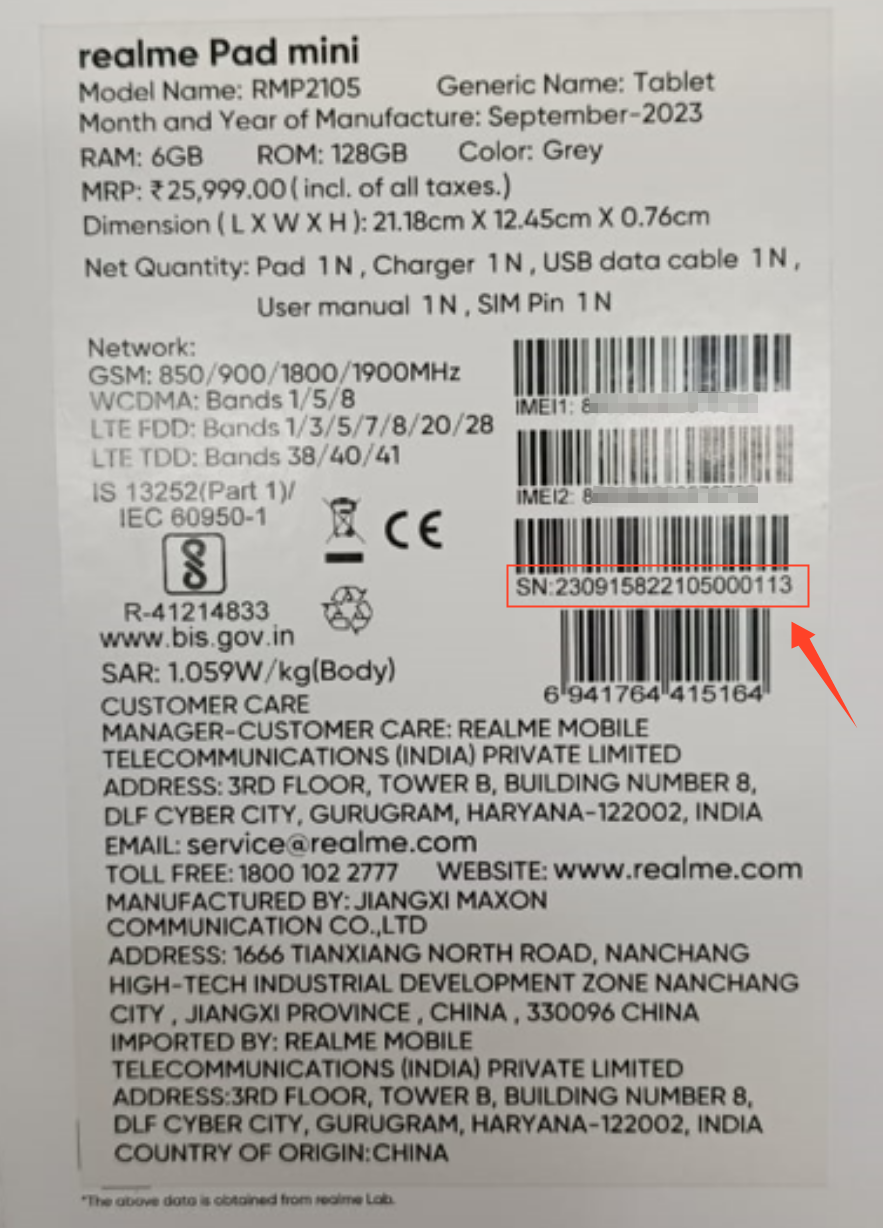 realme Pad mini
Model Name: RMP2105 Generic Name: Tablet
Month and Year of Manufacture: September-2023
RAM: 6GB ROM: 128GB Color: Grey
MRP: ₹25,999.00 ( incl. of all taxes.)
Dimension ( L X W X H ): 21.18cm X 12.45cm X 0.76cm
Net Quantity: Pad 1 N , Charger 1 N , USB data cable 1 N ,
User manual 1 N , SIM Pin 1 N
Network:
GSM: 850/900/1800/1900MHz
WCDMA: Bands 1/5/8
LTE FDD: Bands 1/3/5/7/8/20/28
LTE TDD: Bands 38/40/41
IS 13252(Part 1)/
IEC 60950-1
CE
R-41214833
www.bis.gov.in
SAR: 1.059W/kg(Body)
IMEI1: 8
IMEI2: 8
SN:230915822105000113
6 941764 415164
CUSTOMER CARE
MANAGER-CUSTOMER CARE: REALME MOBILE
TELECOMMUNICATIONS (INDIA) PRIVATE LIMITED
ADDRESS: 3RD FLOOR, TOWER B, BUILDING NUMBER 8,
DLF CYBER CITY, GURUGRAM, HARYANA-122002, INDIA
EMAIL: service@realme.com
TOLL FREE: 1800 102 2777 WEBSITE: www.realme.com
MANUFACTURED BY: JIANGXI MAXON
COMMUNICATION CO.,LTD
ADDRESS: 1666 TIANXIANG NORTH ROAD, NANCHANG
HIGH-TECH INDUSTRIAL DEVELOPMENT ZONE NANCHANG
CITY , JIANGXI PROVINCE , CHINA , 330096 CHINA
IMPORTED BY: REALME MOBILE
TELECOMMUNICATIONS (INDIA) PRIVATE LIMITED
ADDRESS:3RD FLOOR, TOWER B, BUILDING NUMBER 8,
DLF CYBER CITY, GURUGRAM, HARYANA-122002, INDIA
COUNTRY OF ORIGIN:CHINA
*The above data is obtained from realme Lab.